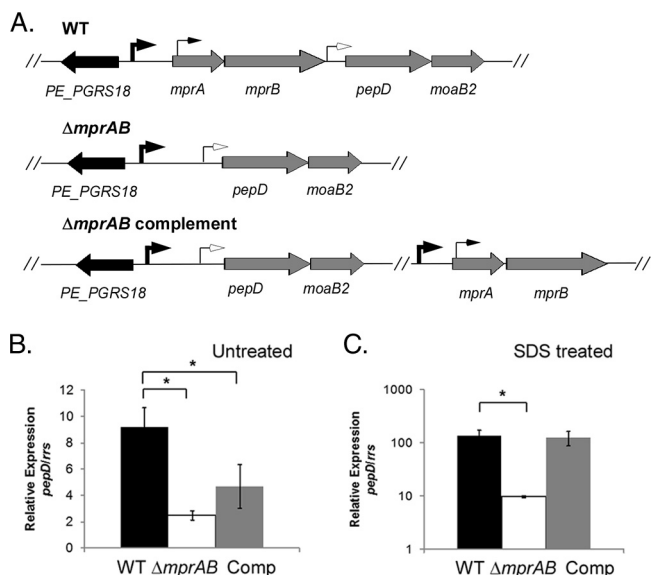 A.
WT
// // 
PE_PGRS18 mprA mprB pepD moaB2
ΔmprAB
// //
PE_PGRS18 pepD moaB2
ΔmprAB complement
// // // //
PE_PGRS18 pepD moaB2 mprA mprB
B. Untreated
* *
Relative Expression
pepD/rrs
12
10
8
6
4
2
0
WT ΔmprAB Comp
C. SDS treated
*
Relative Expression
pepD/rrs
1000
100
10
1
WT ΔmprAB Comp